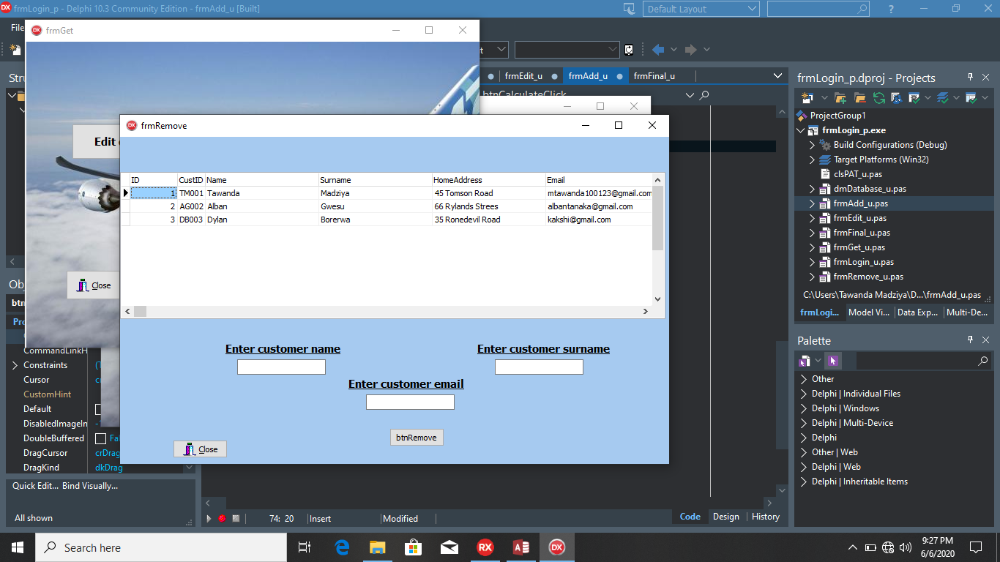 frmLogin_p - Delphi 10.3 Community Edition - frmAdd_u [Built]
Default Layout
?
File
frmGet
frmEdit_u
frmAdd_u
frmFinal_u
btnCalculateClick
Edit
Close
frmRemove
ID CustID Name Surname HomeAddress Email
1 TM001 Tawanda Madziya 45 Tomson Road mtawanda100123@gmail.com
2 AG002 Alban Gwesu 66 Rylands Strees albantanaka@gmail.com
3 DB003 Dylan Borerwa 35 Ronedevil Road kakshi@gmail.com
Enter customer name
Enter customer surname
Enter customer email
btnRemove
Close
CommandLinkH
Constraints
Cursor
CustomHint
Default
DisabledImageIn
DoubleBuffered
DragCursor crDrag
DragKind dkDrag
Quick Edit... Bind Visually...
All shown
74: 20
Insert
Modified
Code
Design
History
frmLogin_p.dproj - Projects
ProjectGroup1
frmLogin_p.exe
Build Configurations (Debug)
Target Platforms (Win32)
clsPAT_u.pas
dmDatabase_u.pas
frmAdd_u.pas
frmEdit_u.pas
frmFinal_u.pas
frmGet_u.pas
frmLogin_u.pas
frmRemove_u.pas
C:\Users\Tawanda Madziya\D...\frmAdd_u.pas
frmLogi... Model Vi... Data Exp... Multi-De...
Palette
Other
Delphi | Individual Files
Delphi | Windows
Delphi | Multi-Device
Delphi
Other | Web
Delphi | Web
Delphi | Inheritable Items
Search here
9:27 PM
6/6/2020